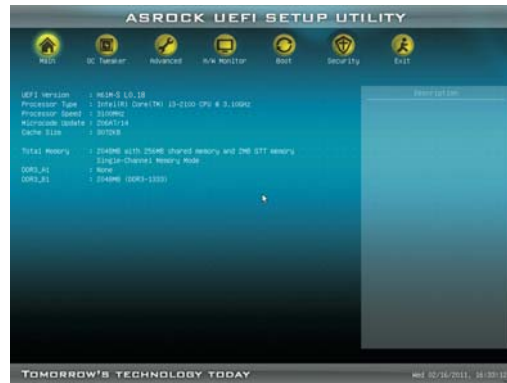 ASROCK UEFI SETUP UTILITY
Main OC Tweaker Advanced H/W Monitor Boot Security Exit
UEFI Version : H61M-S L0.18
Processor Type : Intel(R) Core(TM) i3-2100 CPU @ 3.10GHz
Processor Speed : 3100MHz
Microcode Update : 206A7/14
Cache Size : 3072KB
Total Memory : 2048MB with 256MB shared memory and 2MB GTT memory
Single-Channel Memory Mode
DDR3_A1 : None
DDR3_B1 : 2048MB (DDR3-1333)
Description
TOMORROW'S TECHNOLOGY TODAY
Wed 02/16/2011, 16:33:12